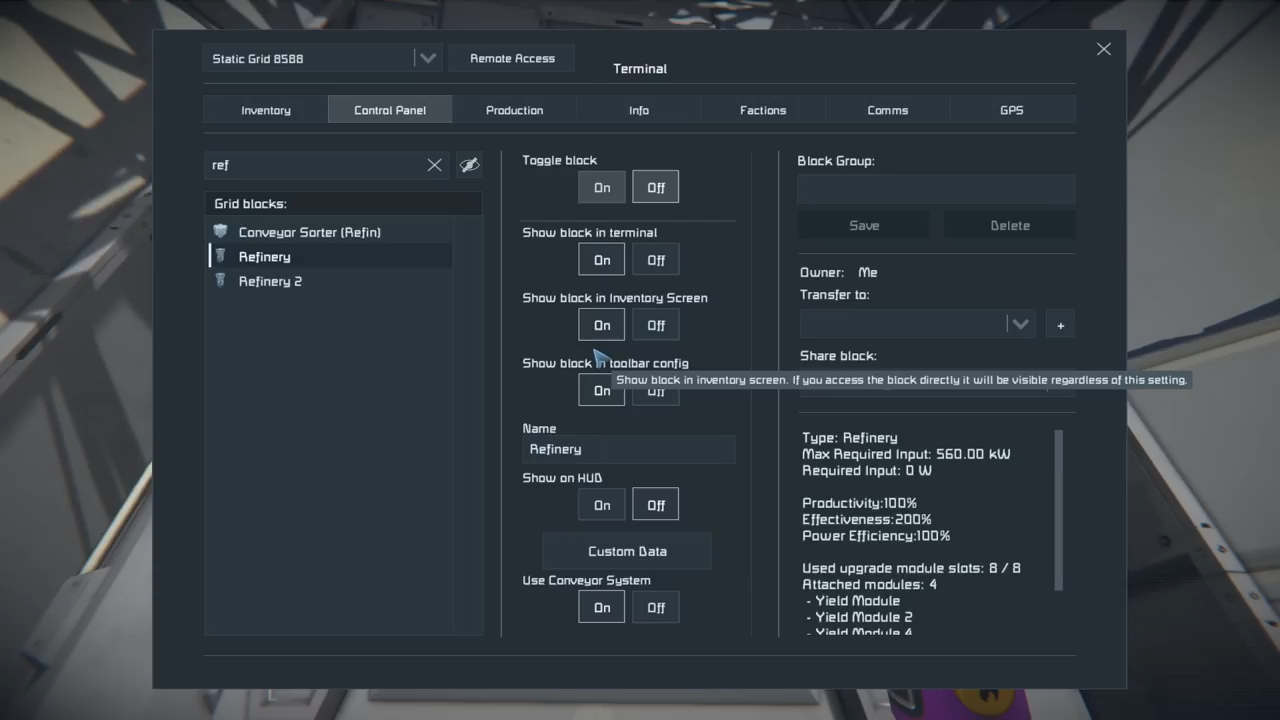 Static Grid 8588
Remote Access
Terminal
Inventory
Control Panel
Production
Info
Factions
Comms
GPS
ref
Grid blocks:
Conveyor Sorter (Refin)
Refinery
Refinery 2
Toggle block
On Off
Show block in terminal
On Off
Show block in Inventory Screen
On Off
Show block in toolbar config
Show block in inventory screen. If you access the block directly it will be visible regardless of this setting.
On Off
Name
Refinery
Show on HUD
On Off
Custom Data
Use Conveyor System
On Off
Block Group:
Save Delete
Owner: Me
Transfer to:
+
Share block:
Type: Refinery
Max Required Input: 560.00 kW
Required Input: 0 W
Productivity:100%
Effectiveness:200%
Power Efficiency:100%
Used upgrade module slots: 8 / 8
Attached modules: 4
- Yield Module
- Yield Module 2
- Yield Module 4